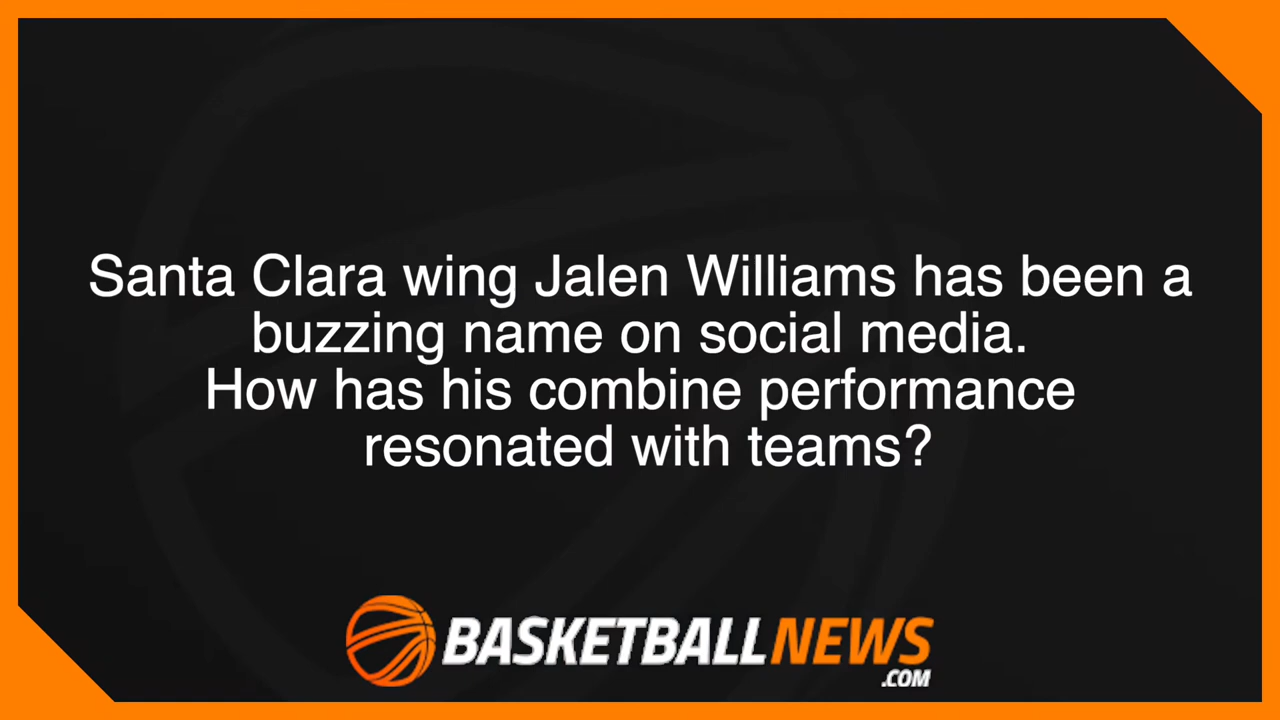 Santa Clara wing Jalen Williams has been a
buzzing name on social media.
How has his combine performance
resonated with teams?
BASKETBALLNEWS
.COM